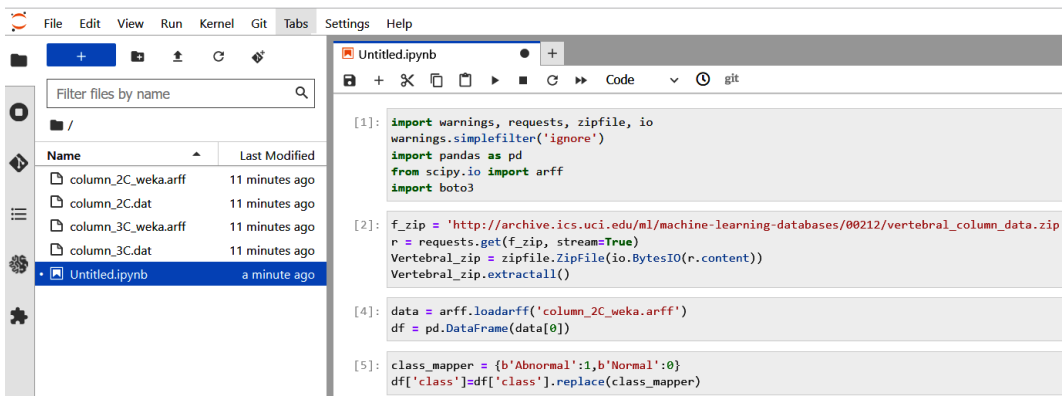 File Edit View Run Kernel Git Tabs Settings Help
+
Filter files by name
/
Name Last Modified
column_2C_weka.arff 11 minutes ago
column_2C.dat 11 minutes ago
column_3C_weka.arff 11 minutes ago
column_3C.dat 11 minutes ago
Untitled.ipynb a minute ago
Untitled.ipynb +
+ Code git
[1]: import warnings, requests, zipfile, io
warnings.simplefilter('ignore')
import pandas as pd
from scipy.io import arff
import boto3
[2]: f_zip = 'http://archive.ics.uci.edu/ml/machine-learning-databases/00212/vertebral_column_data.zip
r = requests.get(f_zip, stream=True)
Vertebral_zip = zipfile.ZipFile(io.BytesIO(r.content))
Vertebral_zip.extractall()
[4]: data = arff.loadarff('column_2C_weka.arff')
df = pd.DataFrame(data[0])
[5]: class_mapper = {b'Abnormal':1,b'Normal':0}
df['class']=df['class'].replace(class_mapper)